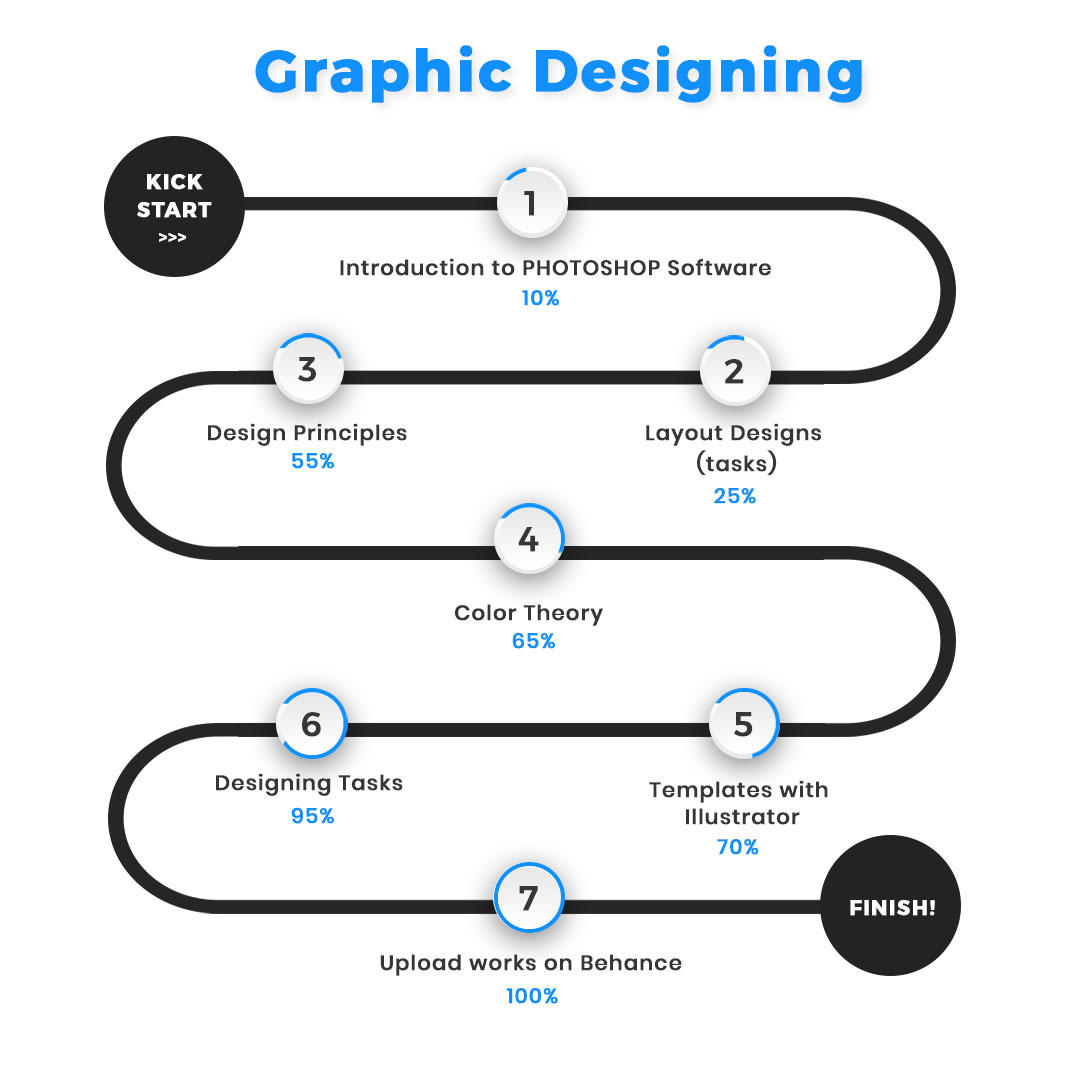 Graphic Designing
KICK
START
>>>
1
Introduction to PHOTOSHOP Software
10%
2
Layout Designs
(tasks)
25%
3
Design Principles
55%
4
Color Theory
65%
5
Templates with
Illustrator
70%
6
Designing Tasks
95%
7
Upload works on Behance
100%
FINISH!